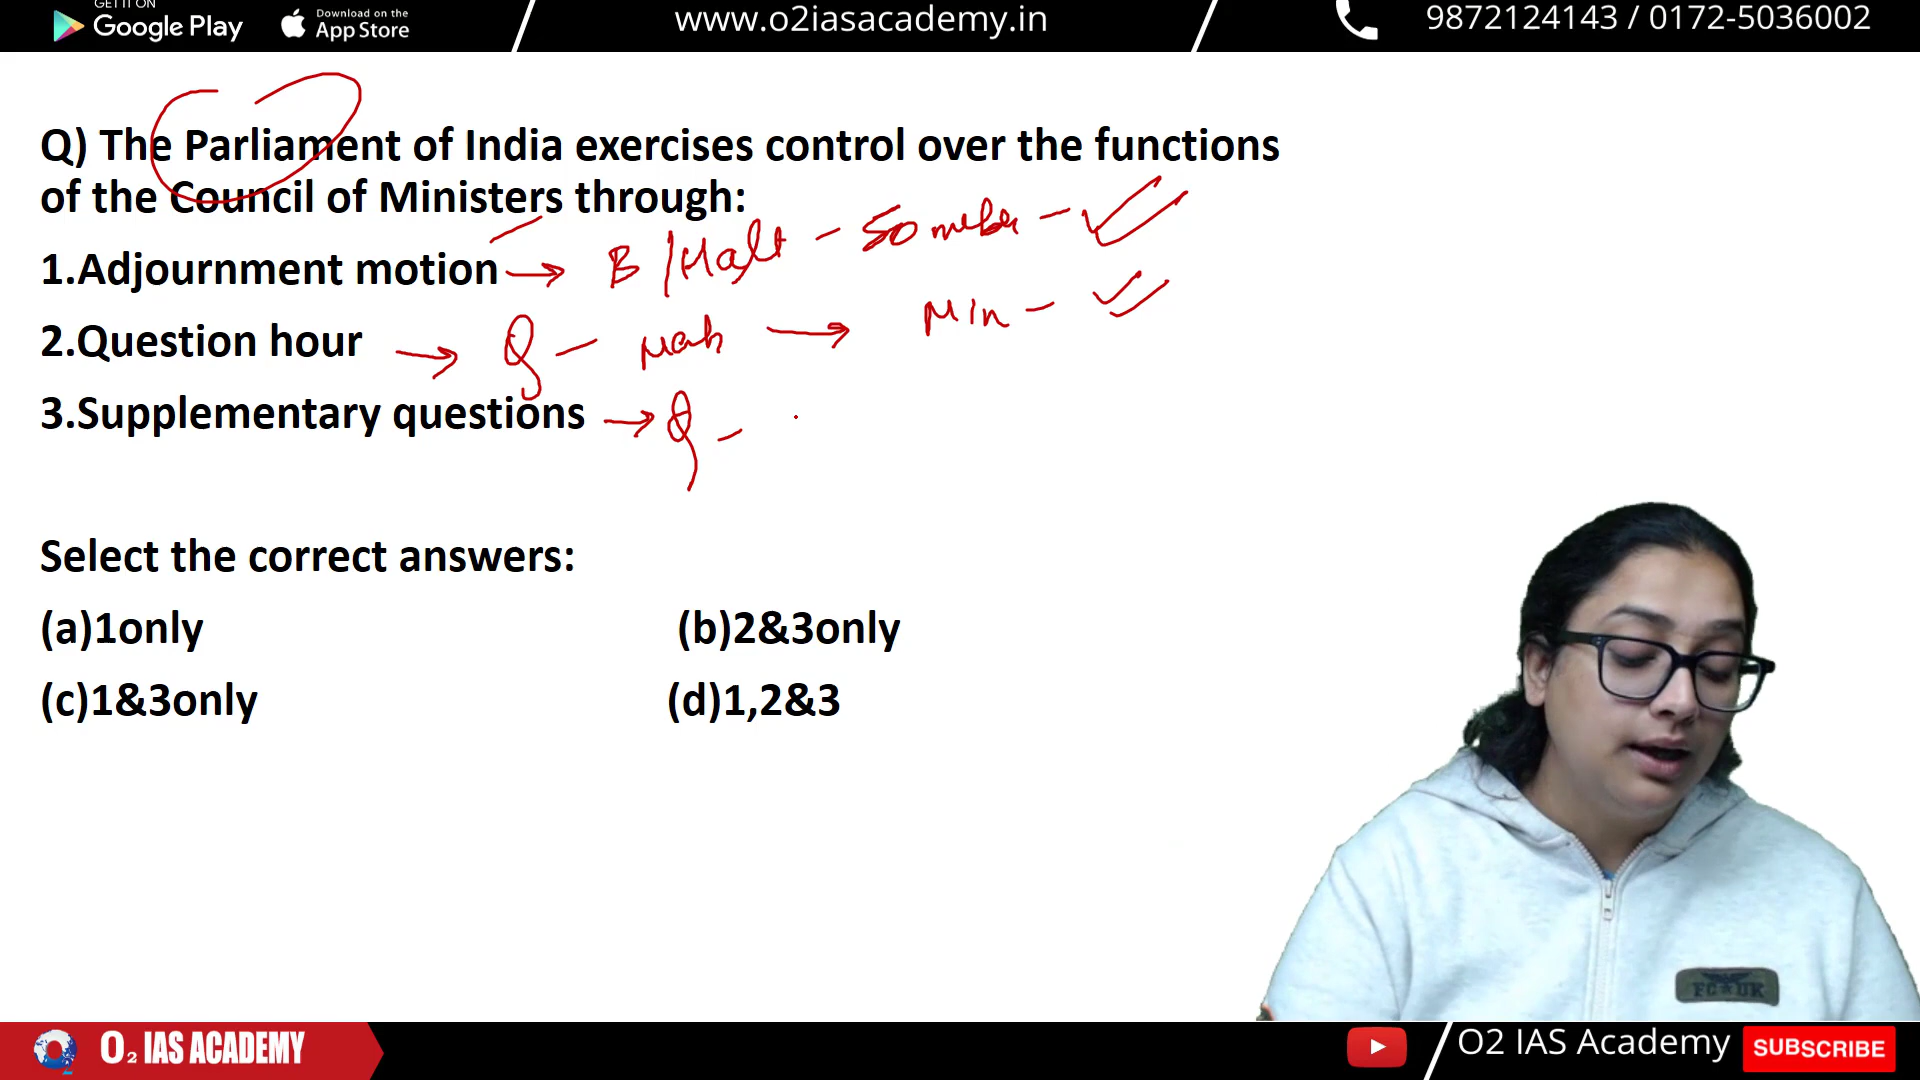 GET IT ON
Google Play
Download on the
App Store
www.o2iasacademy.in
9872124143 / 0172-5036002
Q) The Parliament of India exercises control over the functions
of the Council of Ministers through:
1.Adjournment motion → B/Halt - 50
2.Question hour → Q - → Min -
3.Supplementary questions → Q -
Select the correct answers:
(a)1only (b)2&3only
(c)1&3only (d)1,2&3
FCUK
O2 IAS ACADEMY
O2 IAS Academy
SUBSCRIBE